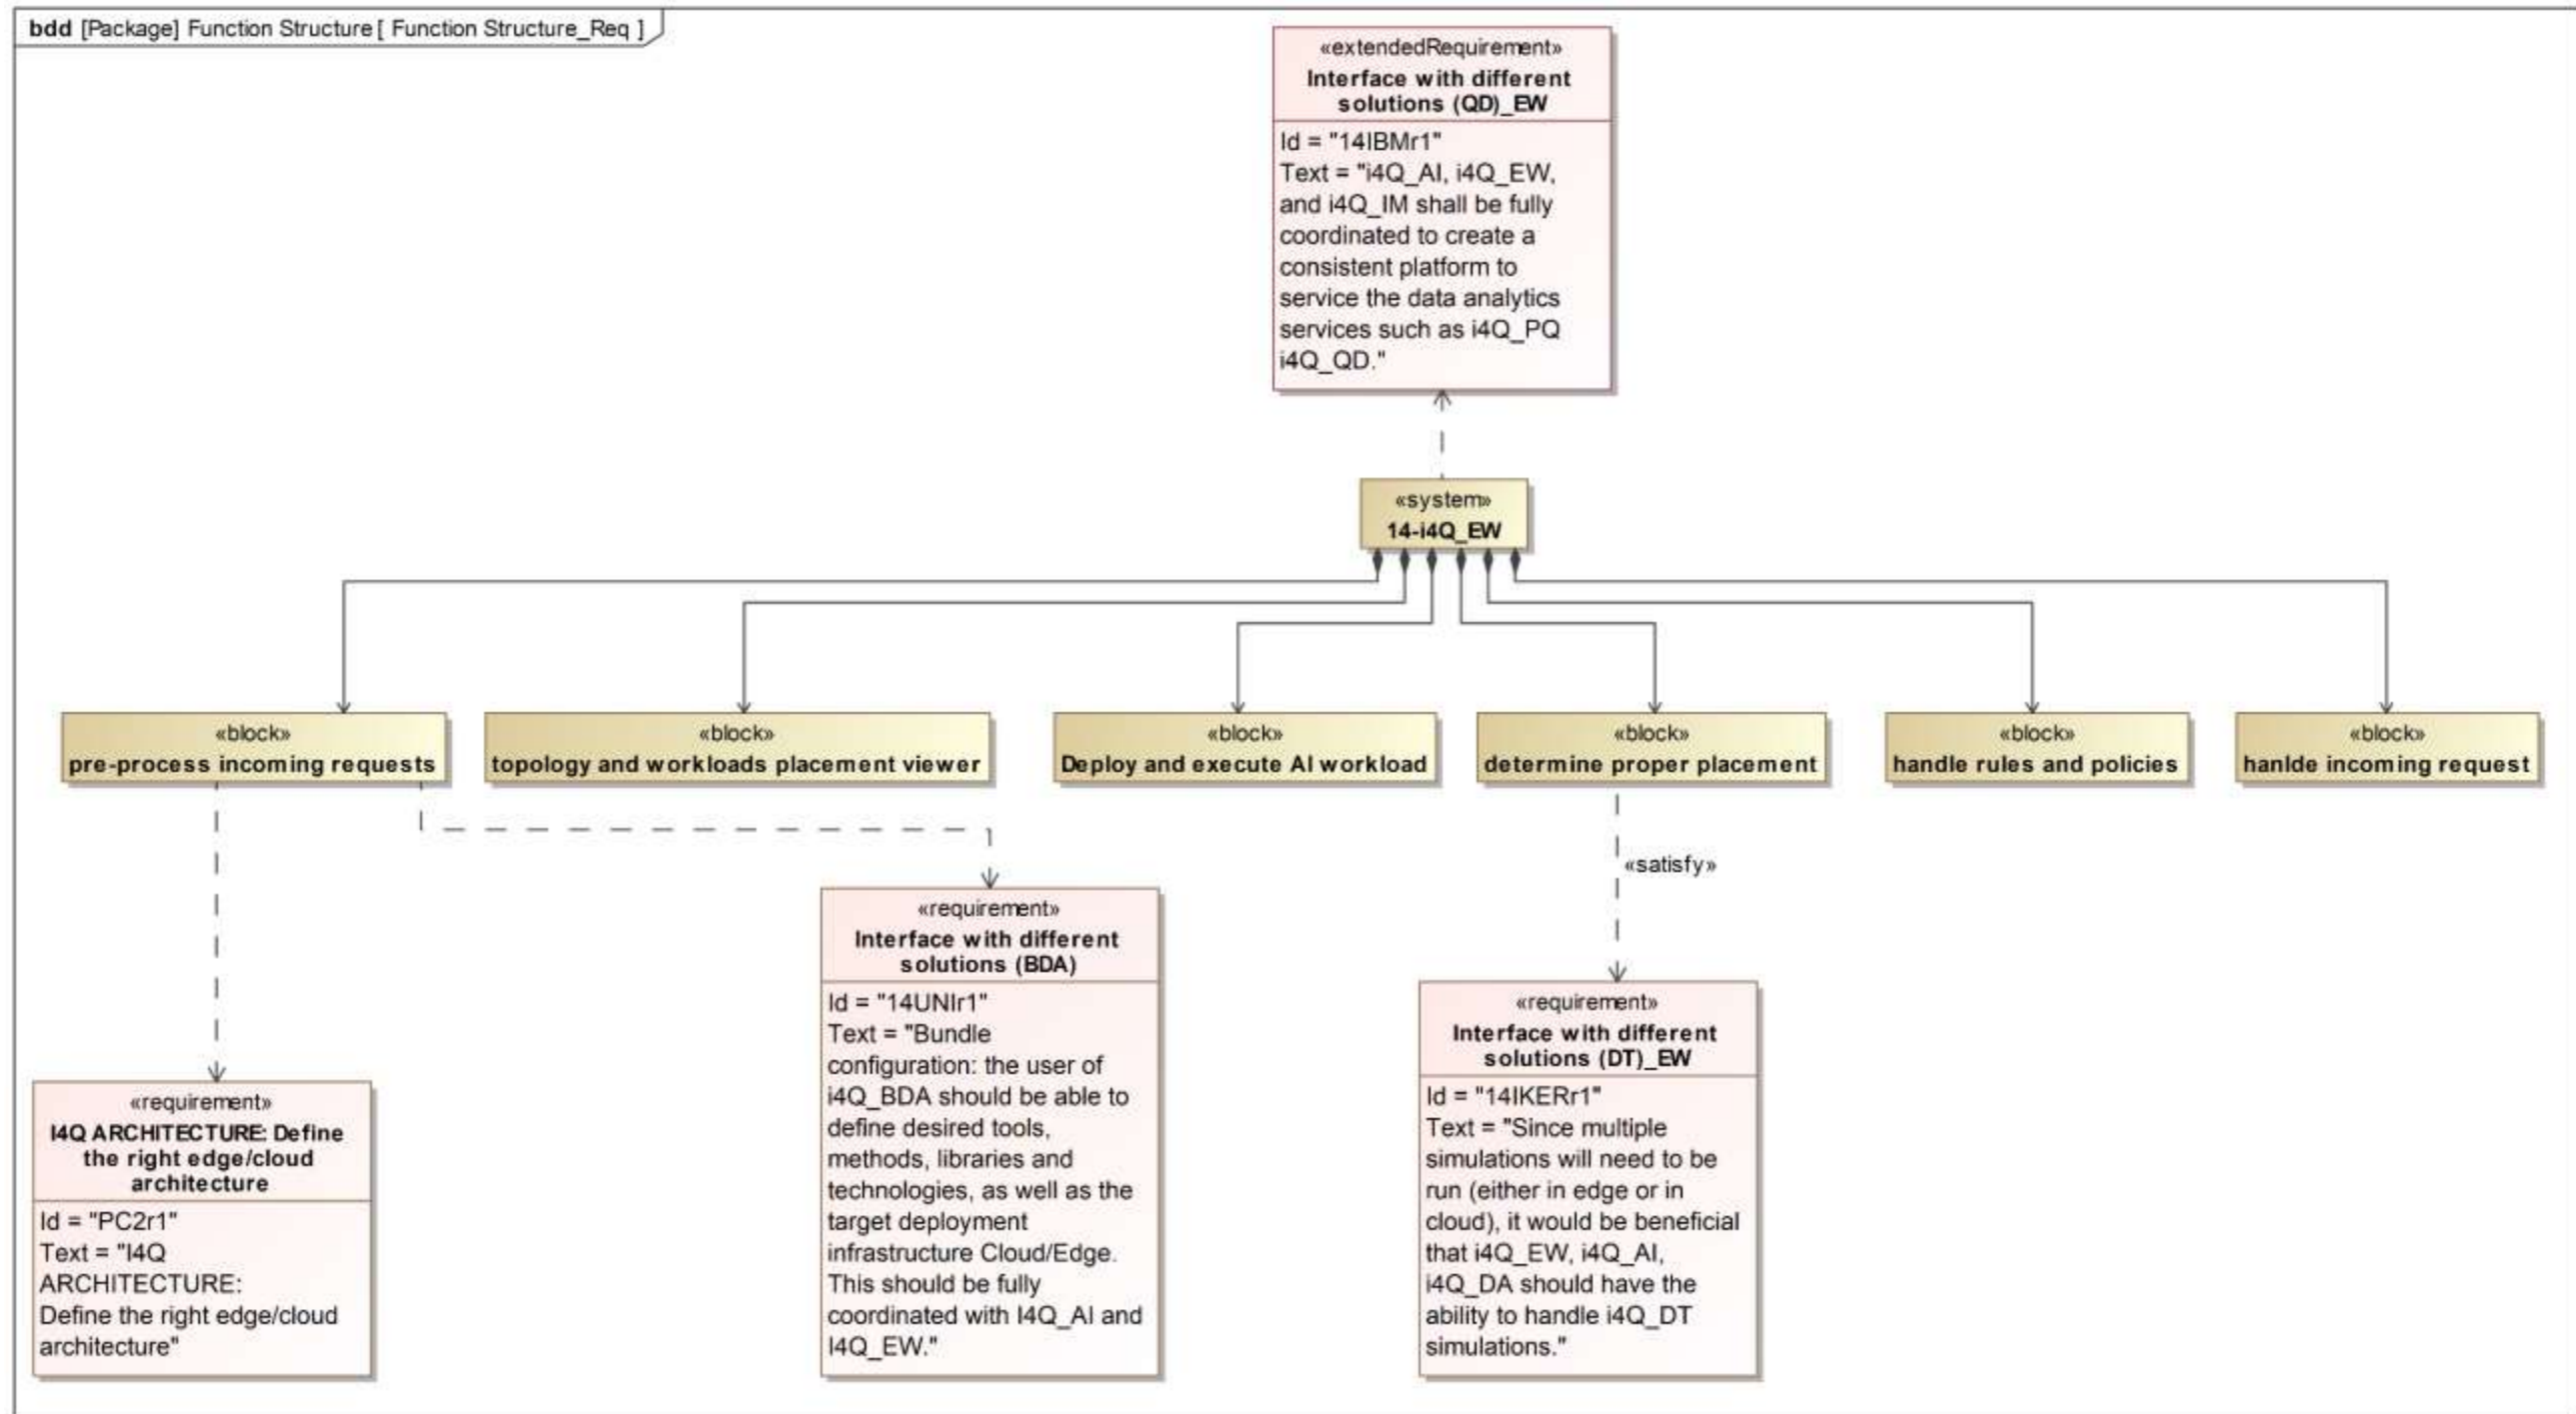 bdd [Package] Function Structure [ Function Structure_Req ]
«extendedRequirement»
Interface with different
solutions (QD)_EW
Id = "14IBMr1"
Text = "i4Q_AI, i4Q_EW,
and i4Q_IM shall be fully
coordinated to create a
consistent platform to
service the data analytics
services such as i4Q_PQ
i4Q_QD."
«system»
14-i4Q_EW
«block»
pre-process incoming requests
«block»
topology and workloads placement viewer
«block»
Deploy and execute AI workload
«block»
determine proper placement
«block»
handle rules and policies
«block»
hanlde incoming request
«satisfy»
«requirement»
I4Q ARCHITECTURE: Define
the right edge/cloud
architecture
Id = "PC2r1"
Text = "I4Q
ARCHITECTURE:
Define the right edge/cloud
architecture"
«requirement»
Interface with different
solutions (BDA)
Id = "14UNIr1"
Text = "Bundle
configuration: the user of
i4Q_BDA should be able to
define desired tools,
methods, libraries and
technologies, as well as the
target deployment
infrastructure Cloud/Edge.
This should be fully
coordinated with I4Q_AI and
I4Q_EW."
«requirement»
Interface with different
solutions (DT)_EW
Id = "14IKERr1"
Text = "Since multiple
simulations will need to be
run (either in edge or in
cloud), it would be beneficial
that i4Q_EW, i4Q_AI,
i4Q_DA should have the
ability to handle i4Q_DT
simulations."